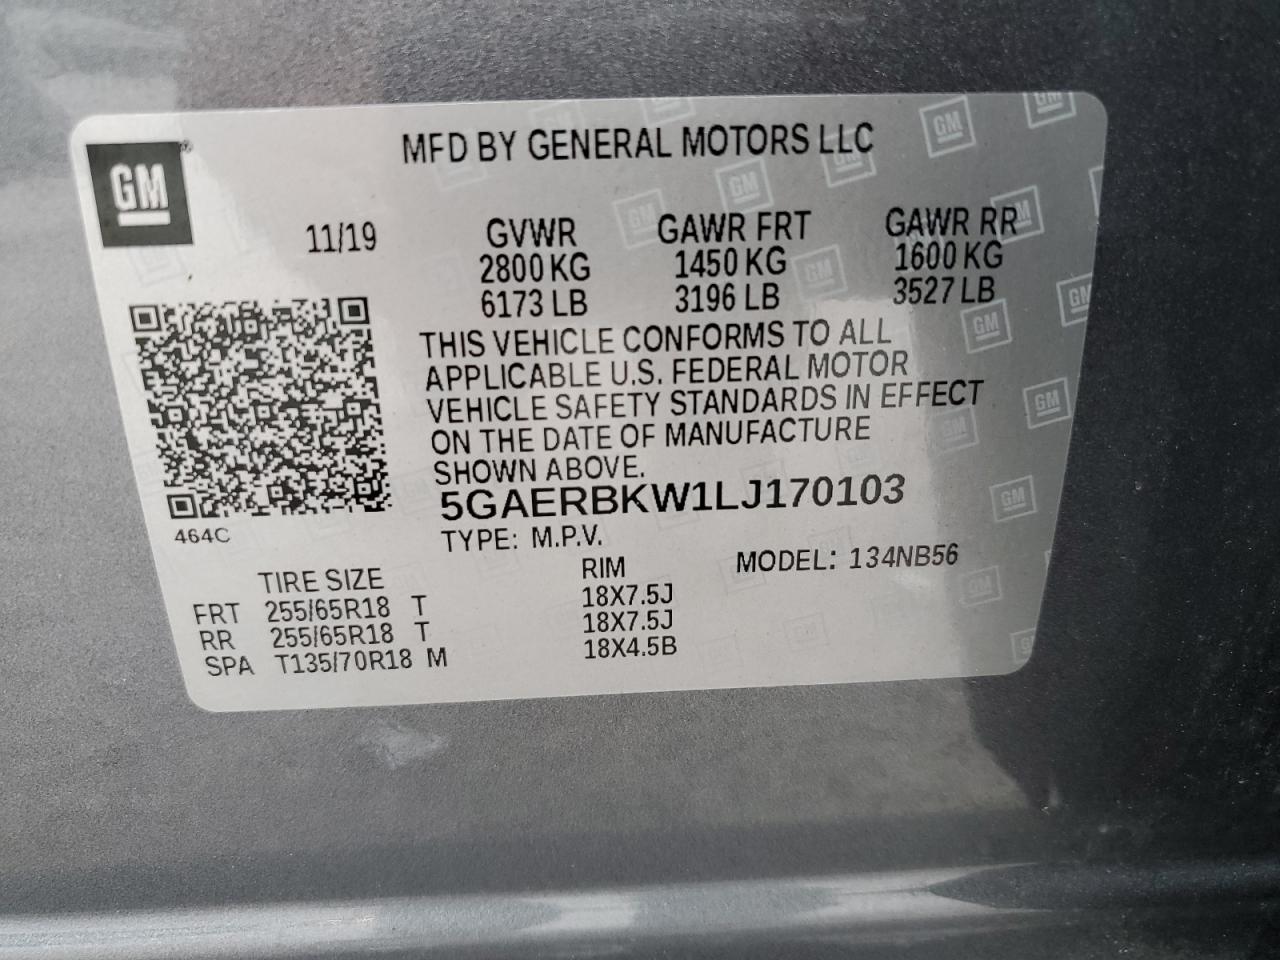 GM
MFD BY GENERAL MOTORS LLC
11/19
GVWR GAWR FRT GAWR RR
2800 KG 1450 KG 1600 KG
6173 LB 3196 LB 3527 LB
THIS VEHICLE CONFORMS TO ALL
APPLICABLE U.S. FEDERAL MOTOR
VEHICLE SAFETY STANDARDS IN EFFECT
ON THE DATE OF MANUFACTURE
SHOWN ABOVE.
5GAERBKW1LJ170103
464C
TYPE: M.P.V. MODEL: 134NB56
TIRE SIZE RIM
FRT 255/65R18 T 18X7.5J
RR 255/65R18 T 18X7.5J
SPA T135/70R18 M 18X4.5B